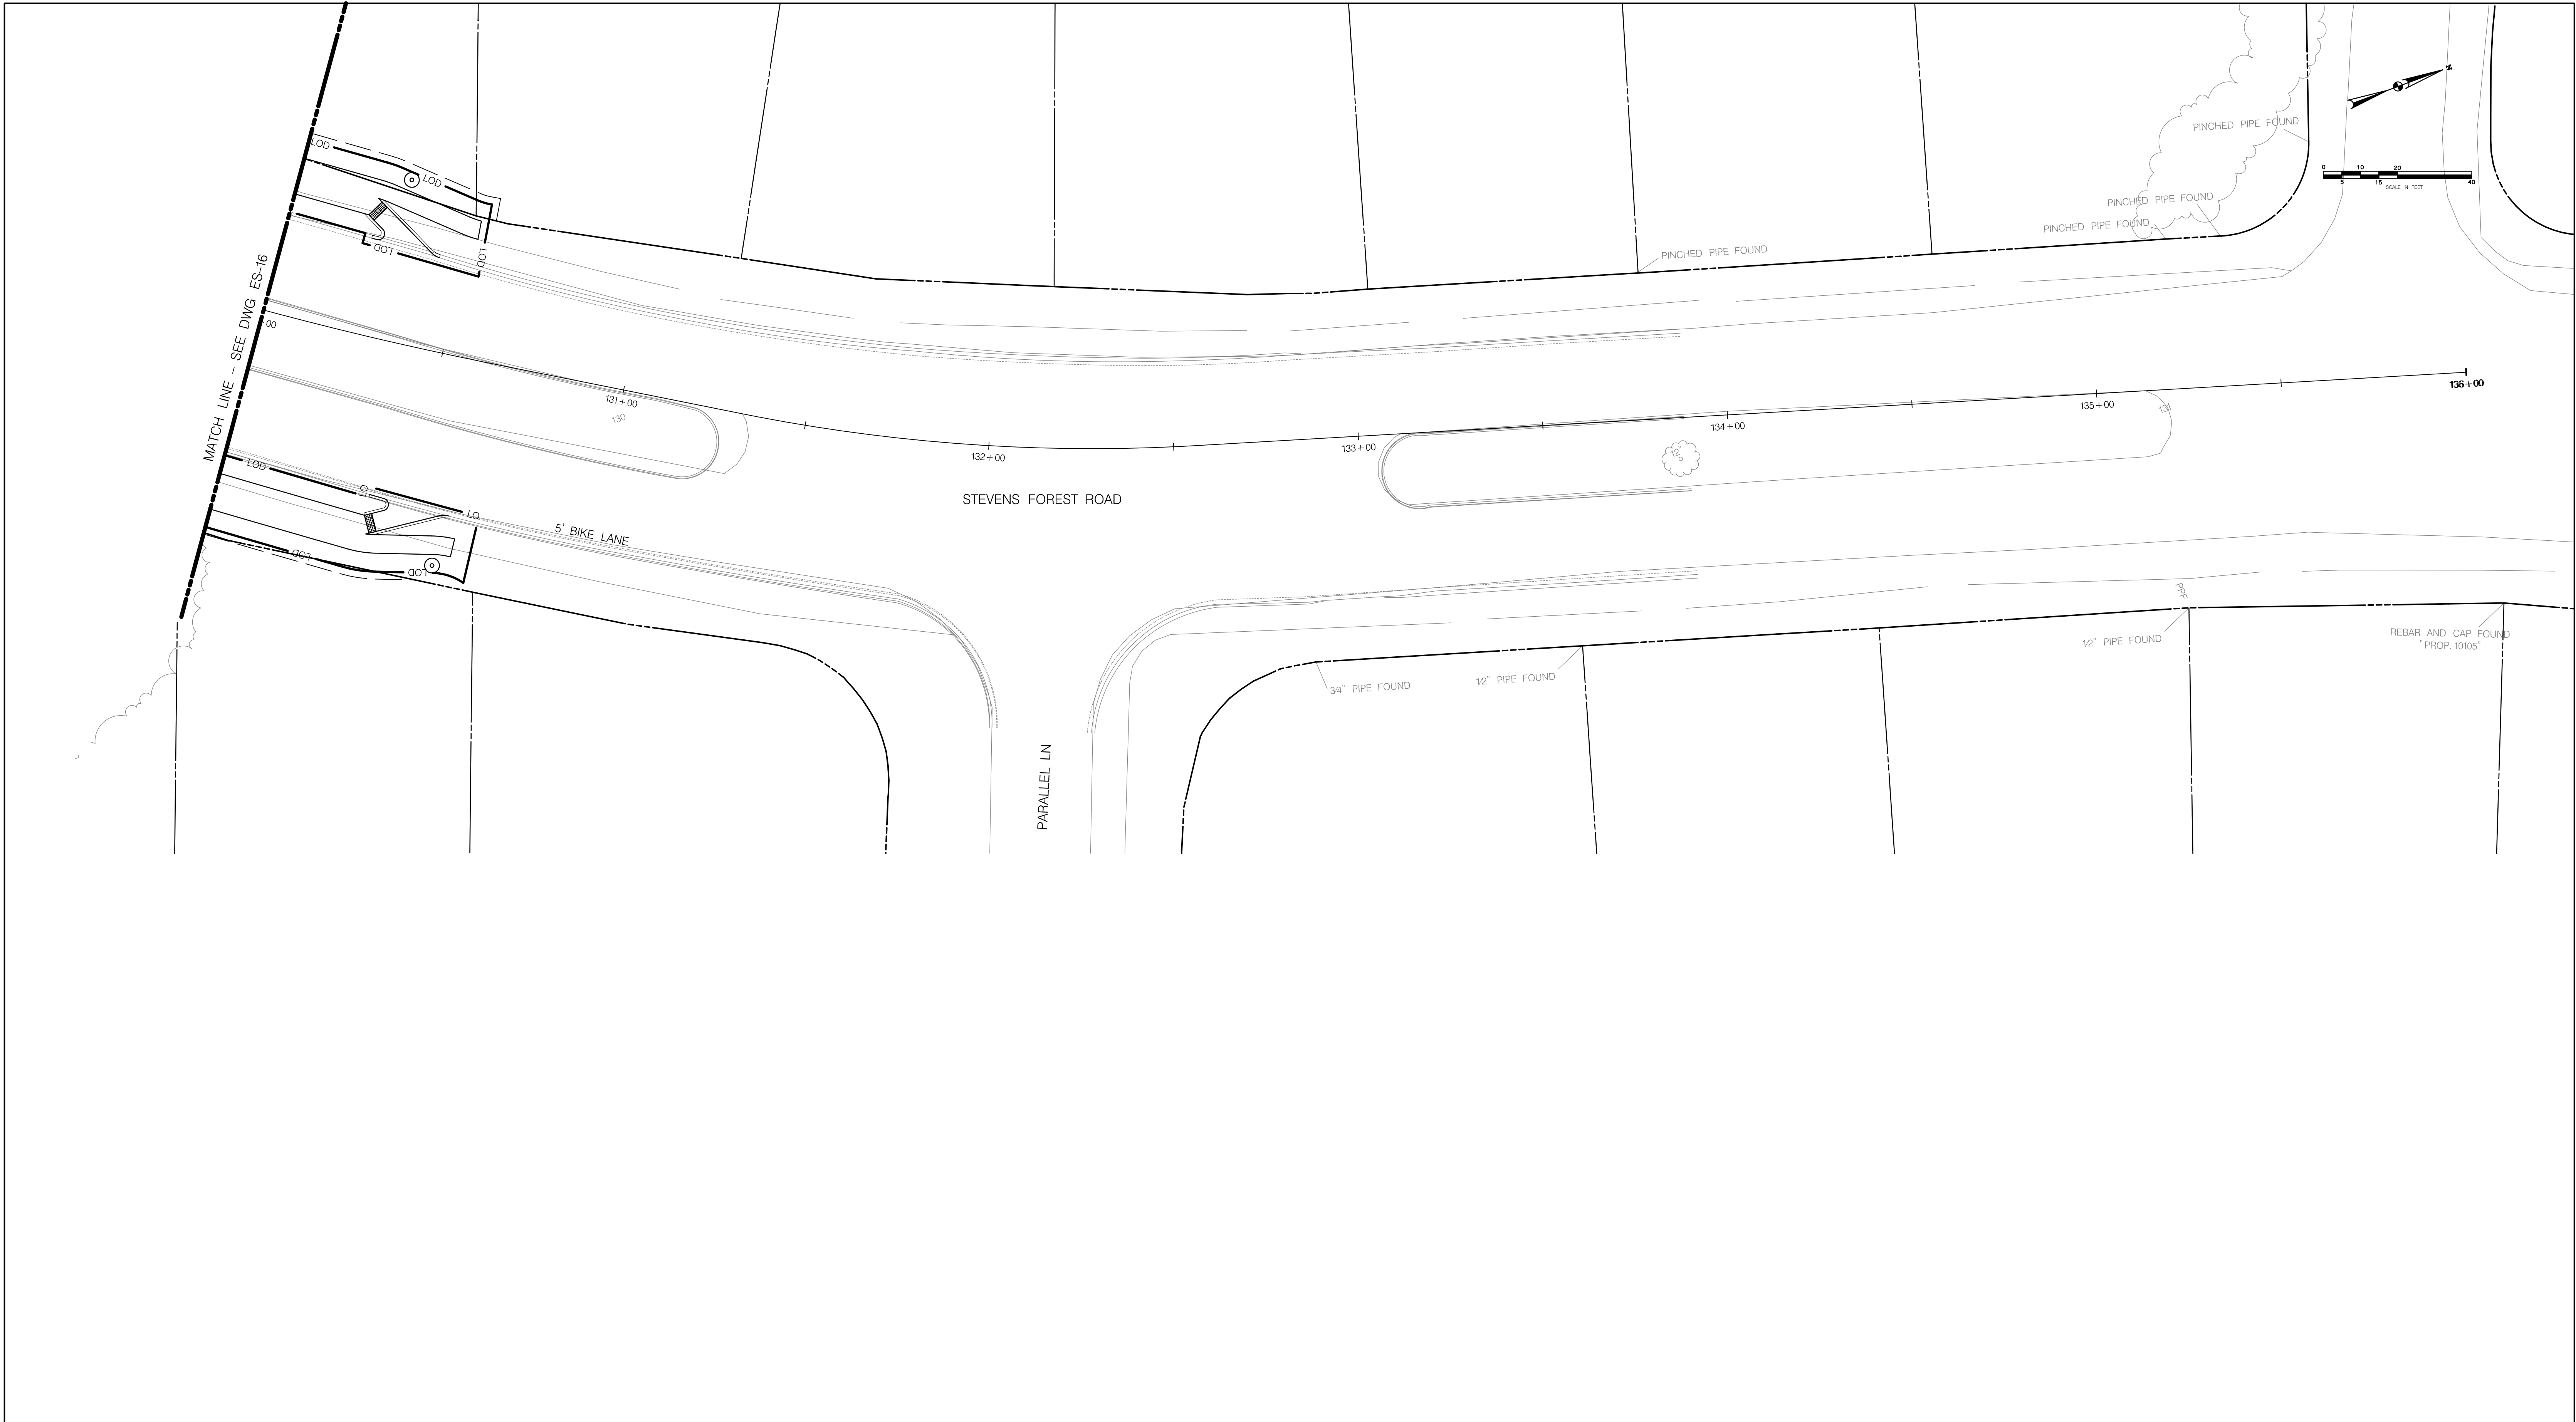 PINCHED PIPE FOUND
0 10 20
5 15 40
SCALE IN FEET
PINCHED PIPE FOUND
PINCHED PIPE FOUND
PINCHED PIPE FOUND
LOD
LOD
LOD
LOD
MATCH LINE - SEE DWG ES-16
+00
131+00
130
132+00
133+00
134+00
135+00
131
136+00
12"
STEVENS FOREST ROAD
LOD
LO
5' BIKE LANE
LOD
LOD
PPF
1/2" PIPE FOUND
REBAR AND CAP FOUND
"PROP. 10105"
3/4" PIPE FOUND
1/2" PIPE FOUND
PARALLEL LN